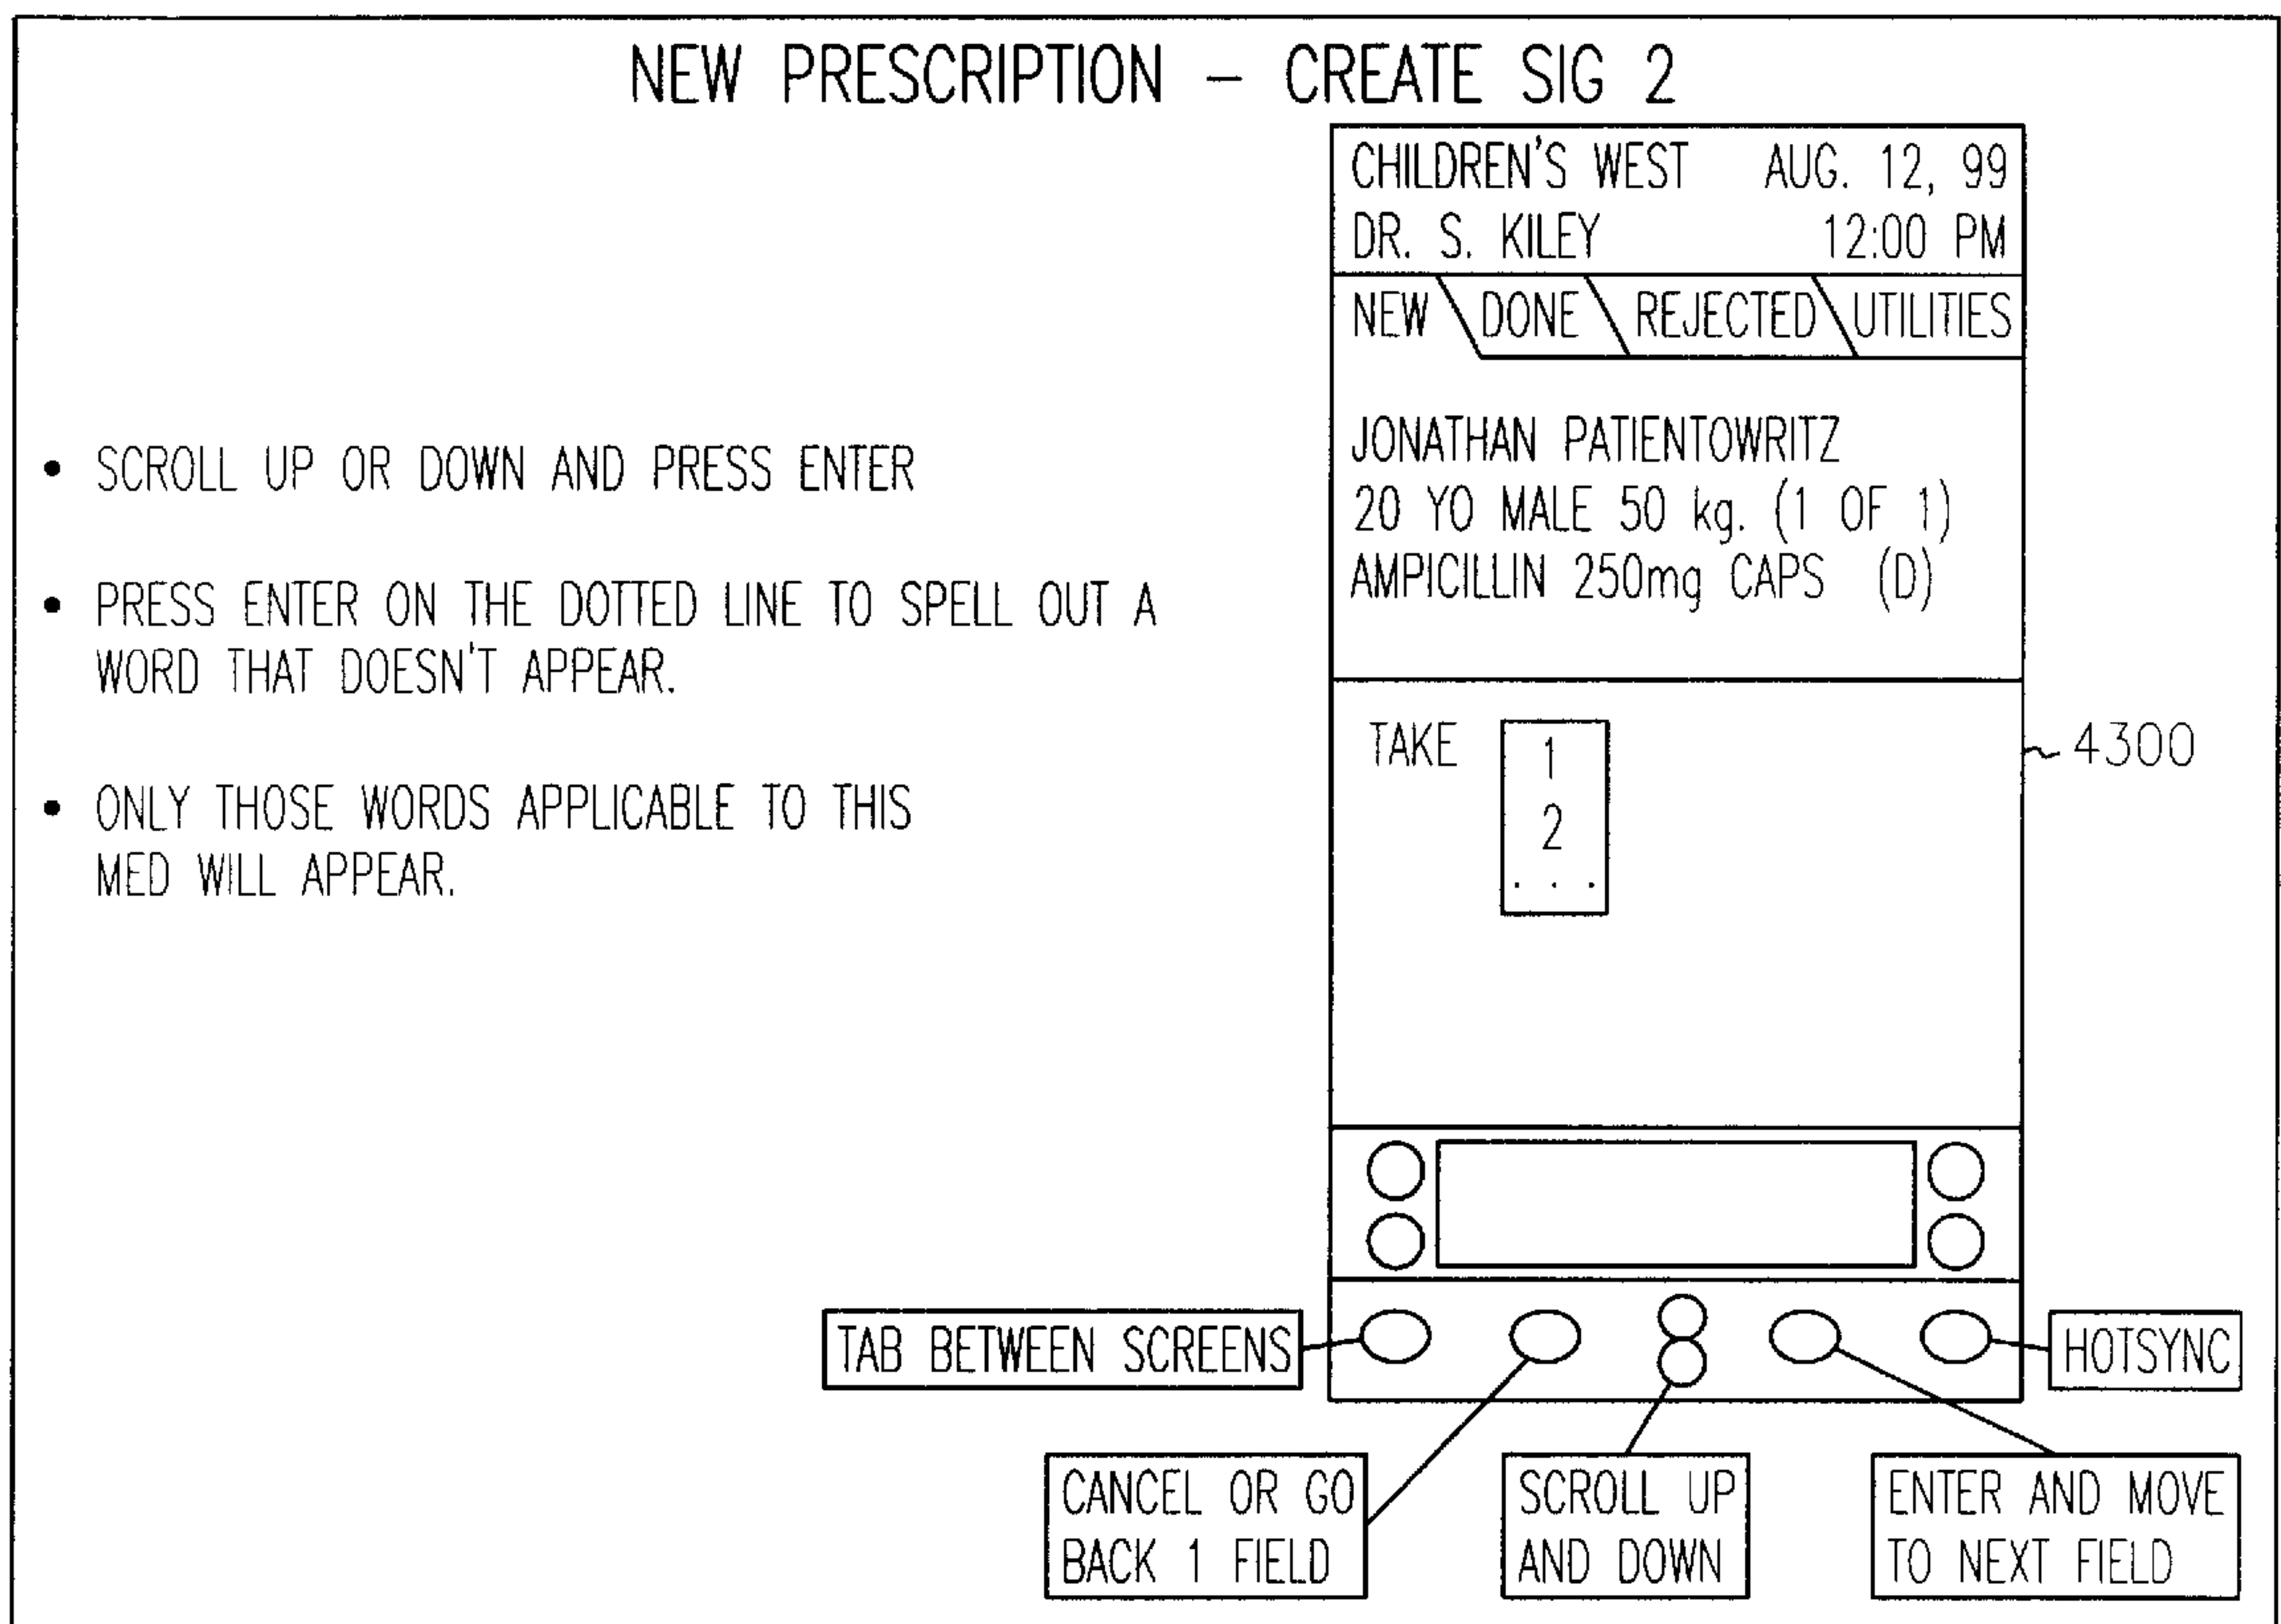 NEW PRESCRIPTION – CREATE SIG 2
• SCROLL UP OR DOWN AND PRESS ENTER
• PRESS ENTER ON THE DOTTED LINE TO SPELL OUT A
WORD THAT DOESN'T APPEAR.
• ONLY THOSE WORDS APPLICABLE TO THIS
MED WILL APPEAR.
CHILDREN'S WEST AUG. 12, 99
DR. S. KILEY 12:00 PM
NEW DONE REJECTED UTILITIES
JONATHAN PATIENTOWRITZ
20 YO MALE 50 kg. (1 OF 1)
AMPICILLIN 250mg CAPS (D)
TAKE 1
2
. . .
4300
TAB BETWEEN SCREENS
HOTSYNC
CANCEL OR GO
BACK 1 FIELD
SCROLL UP
AND DOWN
ENTER AND MOVE
TO NEXT FIELD